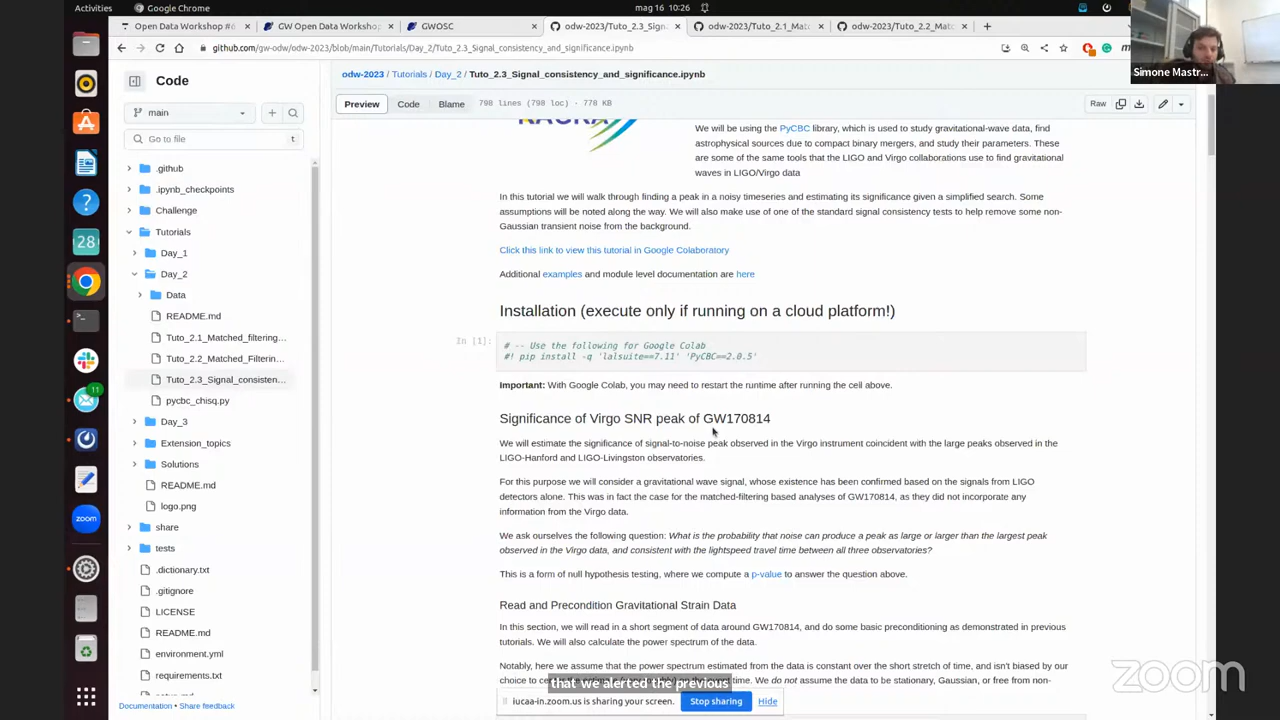 Activities
Google Chrome
mag 16 10:26
Open Data Workshop #6
GW Open Data Workshop,
GWOSC
odw-2023/Tuto_2.3_Sign
odw-2023/Tuto_2.1_Mat
odw-2023/Tuto_2.2_Mat
github.com/gw-odw/odw-2023/blob/main/Tutorials/Day_2/Tuto_2.3_Signal_consistency_and_significance.ipynb
Simone Mastr...
Code
main
Go to file
t
.github
.ipynb_checkpoints
Challenge
Tutorials
Day_1
Day_2
Data
README.md
Tuto_2.1_Matched_filtering...
Tuto_2.2_Matched_Filterin...
Tuto_2.3_Signal_consisten...
pycbc_chisq.py
Day_3
Extension_topics
Solutions
README.md
logo.png
share
tests
.dictionary.txt
.gitignore
LICENSE
README.md
environment.yml
requirements.txt
Documentation • Share feedback
28
11
zoom
odw-2023 / Tutorials / Day_2 / Tuto_2.3_Signal_consistency_and_significance.ipynb
Preview Code Blame 798 lines (798 loc) · 778 KB
Raw
KAGRA
We will be using the PyCBC library, which is used to study gravitational-wave data, find
astrophysical sources due to compact binary mergers, and study their parameters. These
are some of the same tools that the LIGO and Virgo collaborations use to find gravitational
waves in LIGO/Virgo data
In this tutorial we will walk through finding a peak in a noisy timeseries and estimating its significance given a simplified search. Some
assumptions will be noted along the way. We will also make use of one of the standard signal consistency tests to help remove some non-
Gaussian transient noise from the background.
Click this link to view this tutorial in Google Colaboratory
Additional examples and module level documentation are here
Installation (execute only if running on a cloud platform!)
In [1]:
# -- Use the following for Google Colab
#! pip install -q 'lalsuite==7.11' 'PyCBC==2.0.5'
Important: With Google Colab, you may need to restart the runtime after running the cell above.
Significance of Virgo SNR peak of GW170814
We will estimate the significance of signal-to-noise peak observed in the Virgo instrument coincident with the large peaks observed in the
LIGO-Hanford and LIGO-Livingston observatories.
For this purpose we will consider a gravitational wave signal, whose existence has been confirmed based on the signals from LIGO
detectors alone. This was in fact the case for the matched-filtering based analyses of GW170814, as they did not incorporate any
information from the Virgo data.
We ask ourselves the following question: What is the probability that noise can produce a peak as large or larger than the largest peak
observed in the Virgo data, and consistent with the lightspeed travel time between all three observatories?
This is a form of null hypothesis testing, where we compute a p-value to answer the question above.
Read and Precondition Gravitational Strain Data
In this section, we will read in a short segment of data around GW170814, and do some basic preconditioning as demonstrated in previous
tutorials. We will also calculate the power spectrum of the data.
Notably, here we assume that the power spectrum estimated from the data is constant over the short stretch of time, and isn't biased by our
choice to ce time. We do not assume the data to be stationary, Gaussian, or free from non-
that we alerted the previous
lucaa-in.zoom.us is sharing your screen. Stop sharing Hide
zoom